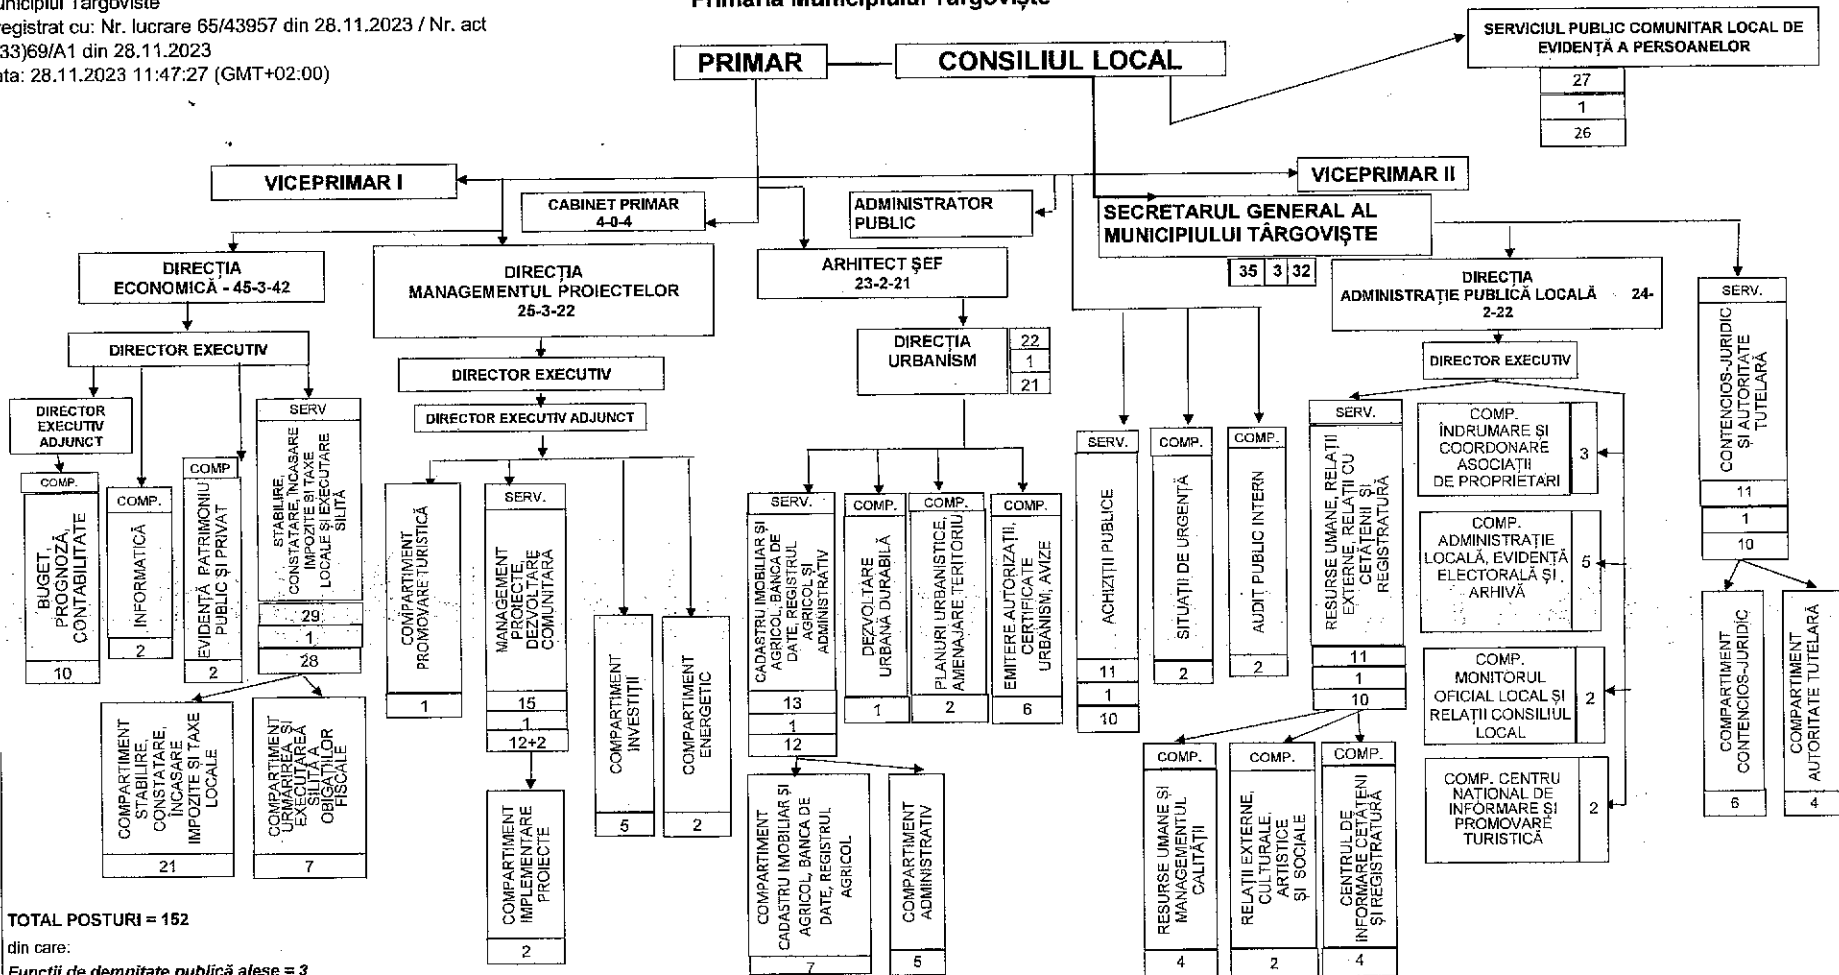 Primăria Municipiului Târgoviște
Municipiul Târgoviște
registrat cu: Nr. lucrare 65/43957 din 28.11.2023 / Nr. act
33)69/A1 din 28.11.2023
ata: 28.11.2023 11:47:27 (GMT+02:00)
PRIMAR
CONSILIUL LOCAL
SERVICIUL PUBLIC COMUNITAR LOCAL DE
EVIDENȚĂ A PERSOANELOR
27
1
26
VICEPRIMAR I
VICEPRIMAR II
CABINET PRIMAR
4-0-4
ADMINISTRATOR
PUBLIC
SECRETARUL GENERAL AL
MUNICIPIULUI TÂRGOVIȘTE
35 3 32
DIRECȚIA
ECONOMICĂ - 45-3-42
DIRECȚIA
MANAGEMENTUL PROIECTELOR
25-3-22
ARHITECT ȘEF
23-2-21
DIRECȚIA
ADMINISTRAȚIE PUBLICĂ LOCALĂ 24-
2-22
SERV.
CONTENCIOS-JURIDIC
ȘI AUTORITATE
TUTELARĂ
11
1
10
DIRECTOR EXECUTIV
DIRECTOR EXECUTIV
DIRECTOR EXECUTIV ADJUNCT
DIRECȚIA
URBANISM
22
1
21
DIRECTOR EXECUTIV
DIRECTOR
EXECUTIV
ADJUNCT
COMP.
BUGET,
PROGNOZĂ,
CONTABILITATE
10
COMP.
INFORMATICĂ
2
COMP
EVIDENȚĂ PATRIMONIU
PUBLIC ȘI PRIVAT
2
SERV
STABILIRE,
CONSTATARE, ÎNCASARE
IMPOZITE ȘI TAXE
LOCALE ȘI EXECUTARE
SILITĂ
29
1
28
COMPARTIMENT
STABILIRE,
CONSTATARE,
ÎNCASARE
IMPOZITE ȘI TAXE
LOCALE
21
COMPARTIMENT
URMĂRIREA ȘI
EXECUTAREA
SILITĂ A
OBIGAȚIILOR
FISCALE
7
COMPARTIMENT
PROMOVARE TURISTICĂ
1
SERV.
MANAGEMENT
PROIECTE,
DEZVOLTARE
COMUNITARA
15
1
12+2
COMPARTIMENT
IMPLEMENTARE
PROIECTE
2
COMPARTIMENT
INVESTIȚII
5
COMPARTIMENT
ENERGETIC
2
SERV.
CADASTRU IMOBILIAR ȘI
AGRICOL, BANCA DE
DATE, REGISTRUL
AGRICOL ȘI
ADMINISTRATIV
13
1
12
COMP.
DEZVOLTARE
URBANĂ DURABILĂ
1
COMP.
PLANURI URBANISTICE,
AMENAJARE TERITORIU
2
COMP.
EMITERE AUTORIZAȚII,
CERTIFICATE
URBANISM, AVIZE
6
COMPARTIMENT
CADASTRU IMOBILIAR ȘI
AGRICOL, BANCA DE
DATE, REGISTRUL
AGRICOL
7
COMPARTIMENT
ADMINISTRATIV
5
SERV.
ACHIZIȚII PUBLICE
11
1
10
COMP.
SITUAȚII DE URGENȚĂ
2
COMP.
AUDIT PUBLIC INTERN
2
SERV.
RESURSE UMANE, RELAȚII
EXTERNE, RELAȚII CU
CETĂȚENII ȘI
REGISTRATURĂ
11
1
10
COMP.
RESURSE UMANE ȘI
MANAGEMENTUL
CALITĂȚII
4
COMP.
RELAȚII EXTERNE,
CULTURALE,
ARTISTICE
ȘI SOCIALE
2
COMP.
CENTRUL DE
INFORMARE CETĂȚENI
ȘI REGISTRATURĂ
4
COMP.
ÎNDRUMARE ȘI
COORDONARE
ASOCIAȚII
DE PROPRIETARI
3
COMP.
ADMINISTRAȚIE
LOCALĂ, EVIDENȚĂ
ELECTORALĂ ȘI
ARHIVĂ
5
COMP.
MONITORUL
OFICIAL LOCAL ȘI
RELAȚII CONSILIUL
LOCAL
2
COMP. CENTRU
NAȚIONAL DE
INFORMARE ȘI
PROMOVARE
TURISTICĂ
2
COMPARTIMENT
CONTENCIOS-JURIDIC
6
COMPARTIMENT
AUTORITATE TUTELARĂ
4
TOTAL POSTURI = 152
din care:
Funcții de demnitate publică alese = 3